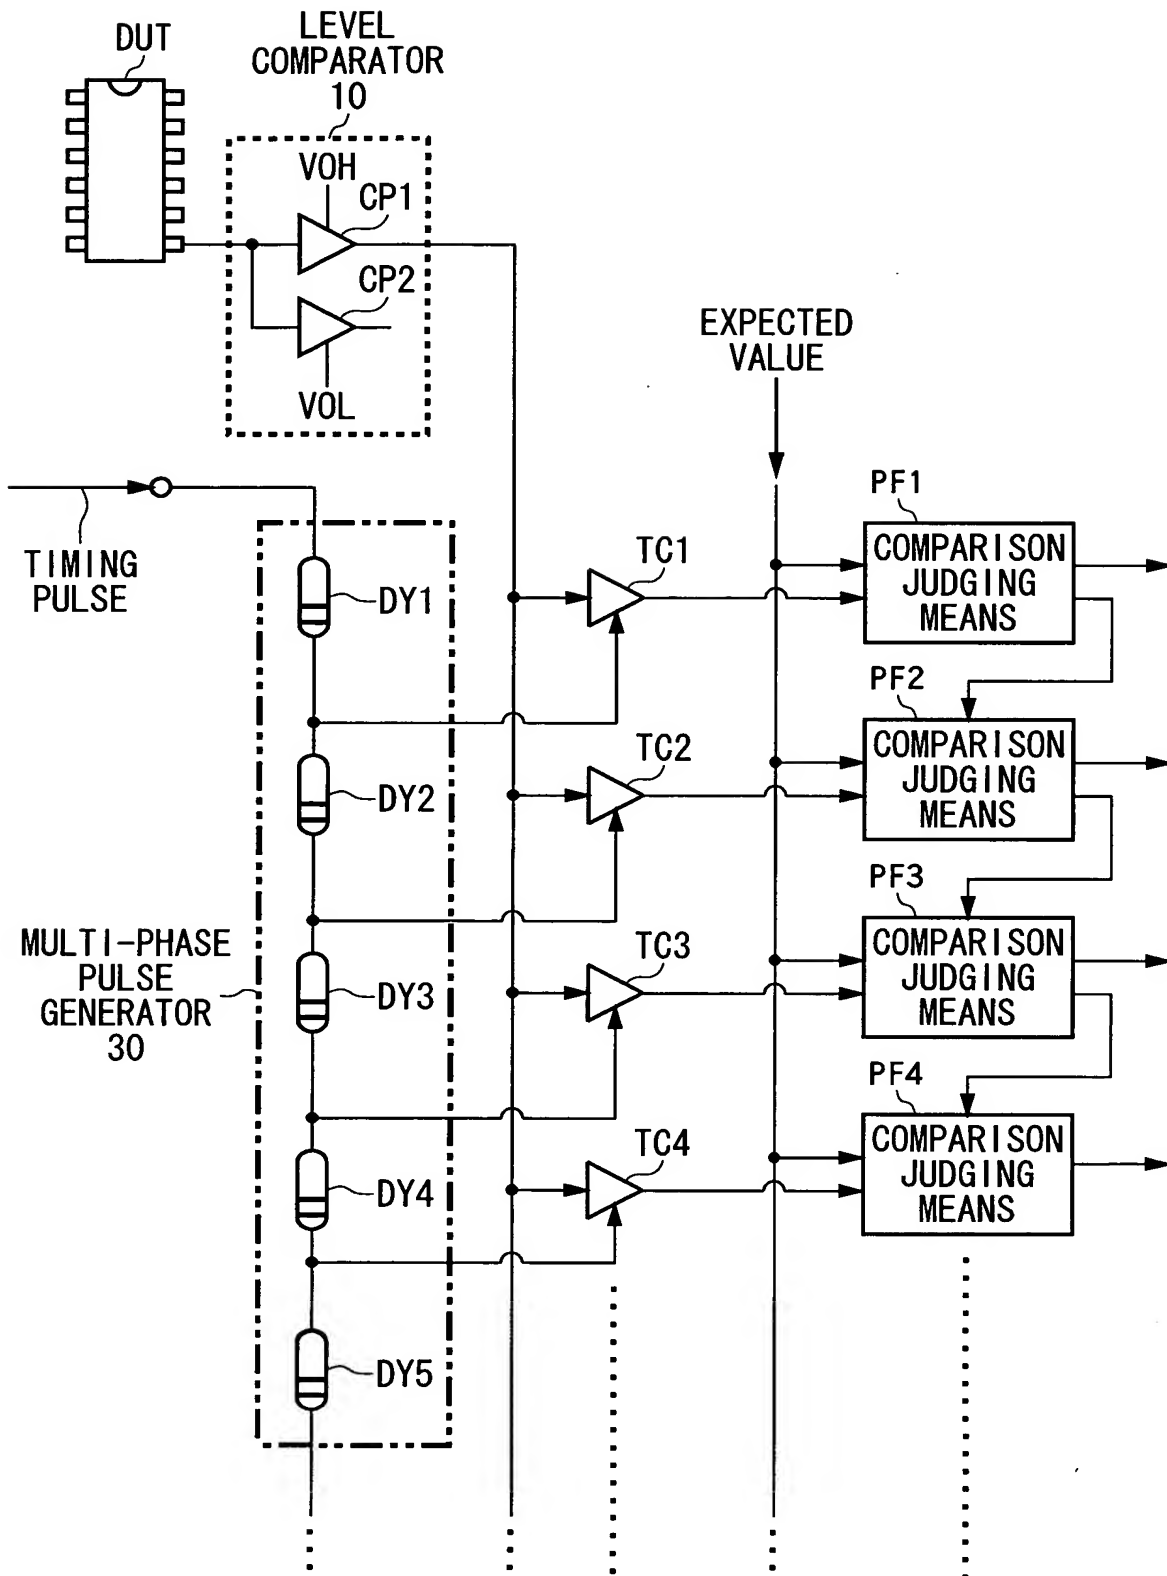 DUT
LEVEL
COMPARATOR
10
VOH
CP1
CP2
VOL
EXPECTED
VALUE
TIMING
PULSE
DY1
TC1
PF1
COMPARISON
JUDGING
MEANS
DY2
TC2
PF2
COMPARISON
JUDGING
MEANS
MULTI-PHASE
PULSE
GENERATOR
30
DY3
TC3
PF3
COMPARISON
JUDGING
MEANS
DY4
TC4
PF4
COMPARISON
JUDGING
MEANS
DY5